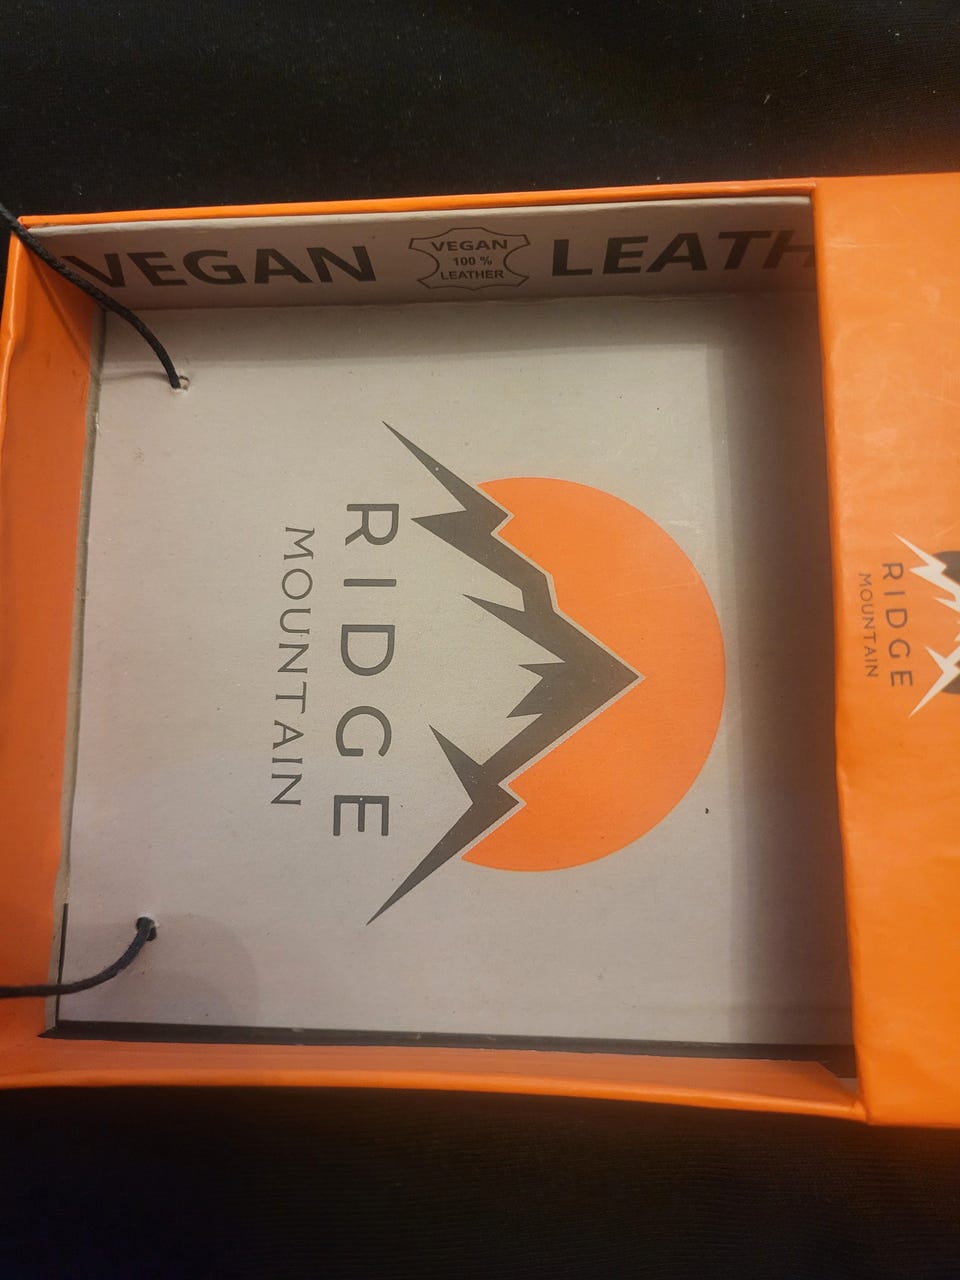 VEGAN
VEGAN
100 %
LEATHER
LEATH
RIDGE
MOUNTAIN
RIDGE
MOUNTAIN